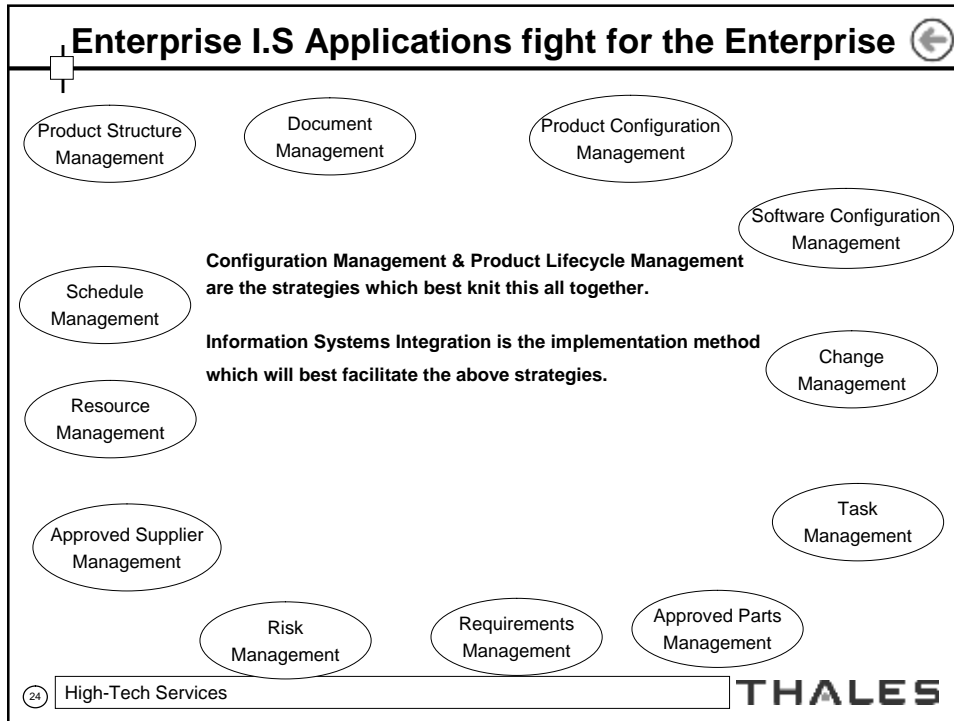 Enterprise I.S Applications fight for the Enterprise
Product Structure
Management
Document
Management
Product Configuration
Management
Software Configuration
Management
Configuration Management & Product Lifecycle Management
are the strategies which best knit this all together.
Schedule
Management
Information Systems Integration is the implementation method
which will best facilitate the above strategies.
Change
Management
Resource
Management
Task
Management
Approved Supplier
Management
Risk
Management
Requirements
Management
Approved Parts
Management
24
High-Tech Services
THALES